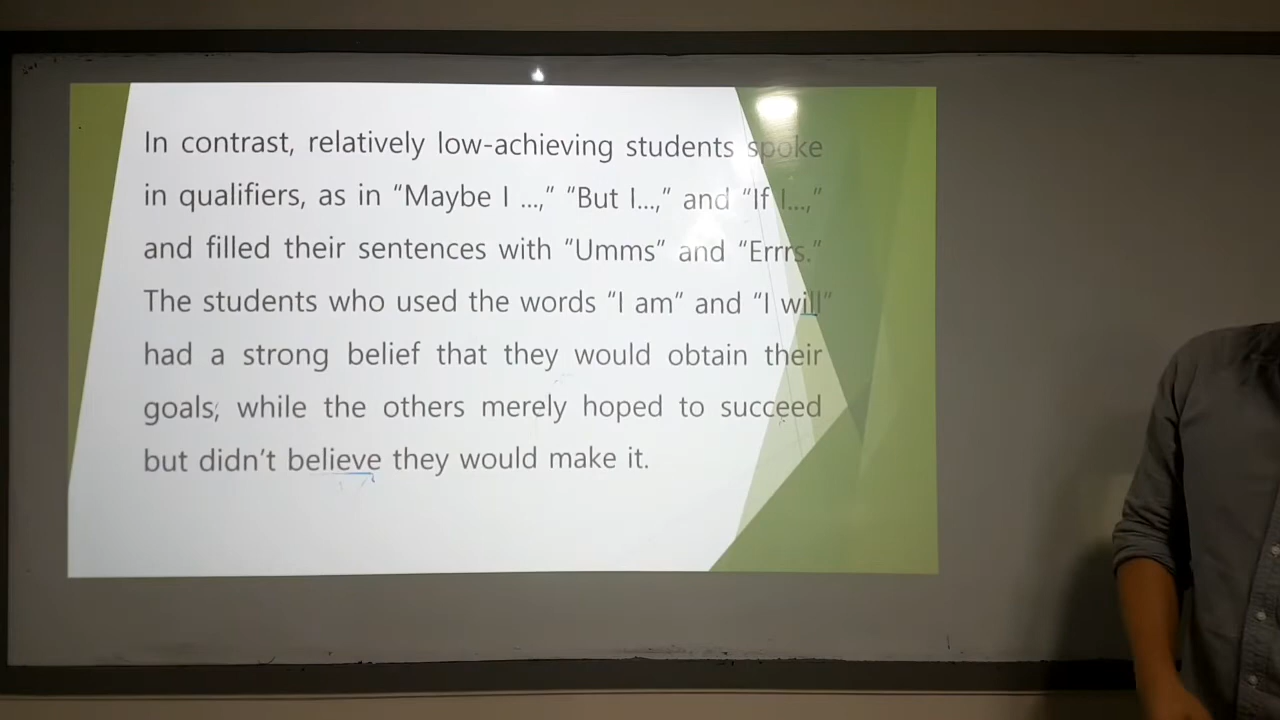 In contrast, relatively low-achieving students spoke
in qualifiers, as in “Maybe I ...,” “But I...,” and “If I...,”
and filled their sentences with “Umms” and “Errrs.”
The students who used the words “I am” and “I will”
had a strong belief that they would obtain their
goals; while the others merely hoped to succeed
but didn’t believe they would make it.